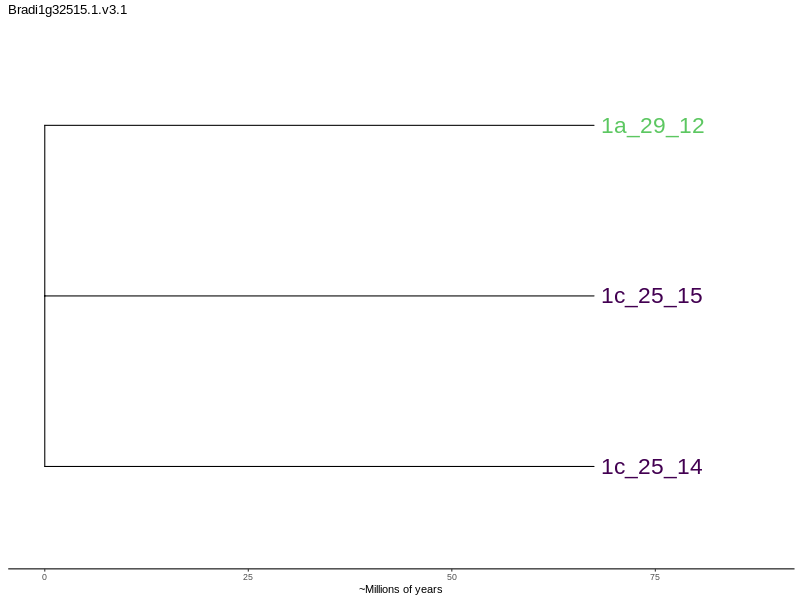 Bradi1g32515.1.v3.1
1a_29_12
1c_25_15
1c_25_14
0 25 50 75
~Millions of years